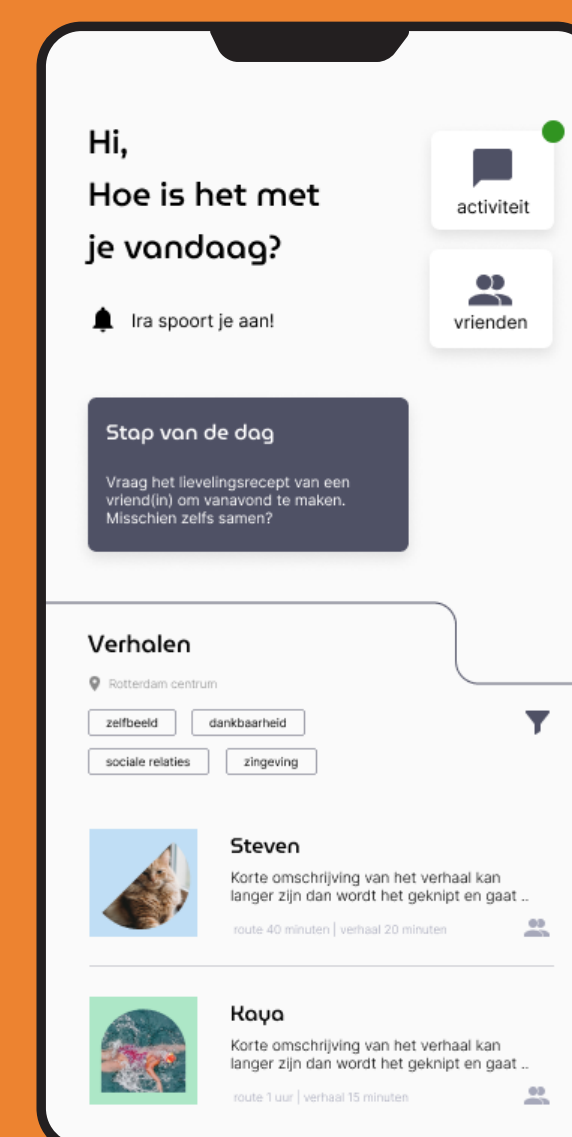 Hi,
Hoe is het met
je vandaag?
activiteit
vrienden
Ira spoort je aan!
Stap van de dag
Vraag het lievelingsrecept van een
vriend(in) om vanavond te maken.
Misschien zelfs samen?
Verhalen
Rotterdam centrum
zelfbeeld
dankbaarheid
sociale relaties
zingeving
Steven
Korte omschrijving van het verhaal kan
langer zijn dan wordt het geknipt en gaat ..
route 40 minuten | verhaal 20 minuten
Kaya
Korte omschrijving van het verhaal kan
langer zijn dan wordt het geknipt en gaat ..
route 1 uur | verhaal 15 minuten